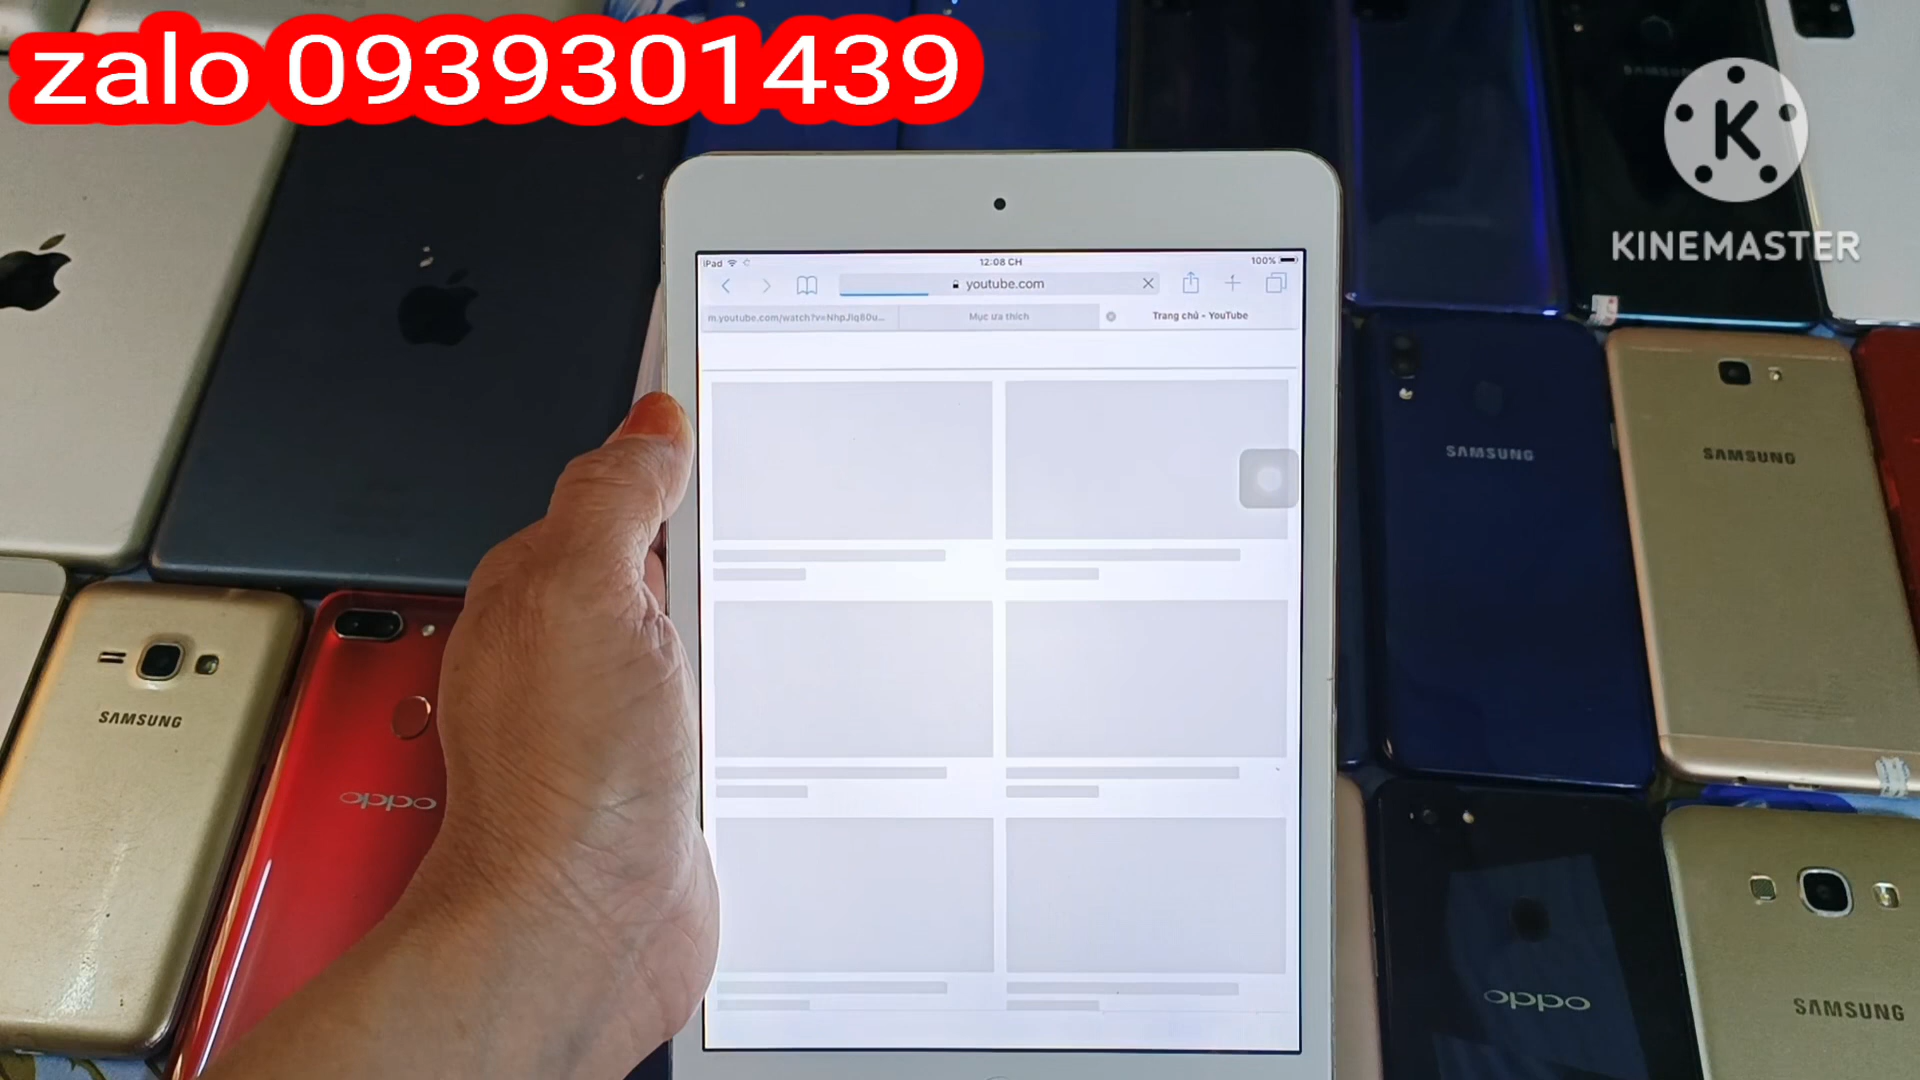 zalo 0939301439
K
KINEMASTER
SAMSUNG
iPad
12:08 CH
100%
youtube.com
m.youtube.com/watch?v=NhpJlq80u...
Mục ưa thích
Trang chủ - YouTube
SAMSUNG
SAMSUNG
SAMSUNG
oppo
oppo
SAMSUNG